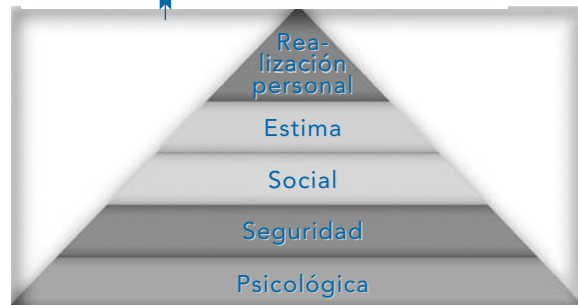 Rea-
lización
personal
Estima
Social
Seguridad
Psicológica